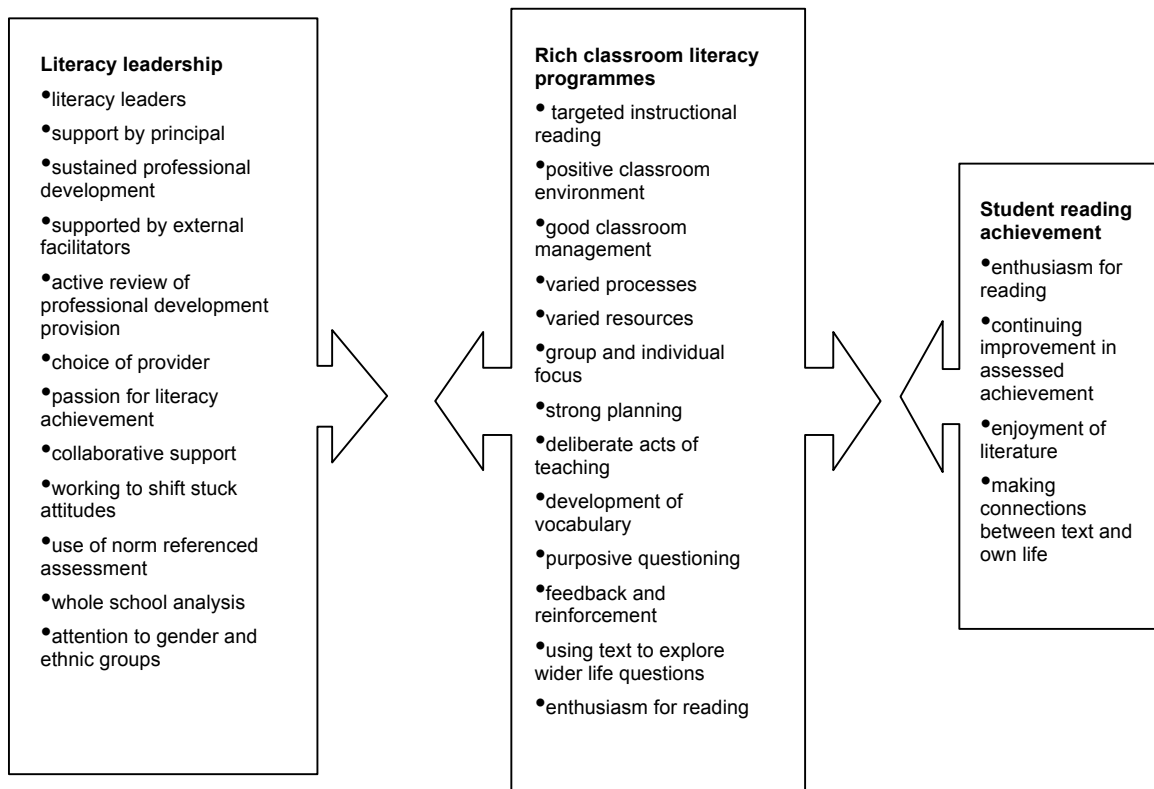 Literacy leadership
•literacy leaders
•support by principal
•sustained professional
development
•supported by external
facilitators
•active review of
professional development
provision
•choice of provider
•passion for literacy
achievement
•collaborative support
•working to shift stuck
attitudes
•use of norm referenced
assessment
•whole school analysis
•attention to gender and
ethnic groups
Rich classroom literacy
programmes
• targeted instructional
reading
•positive classroom
environment
•good classroom
management
•varied processes
•varied resources
•group and individual
focus
•strong planning
•deliberate acts of
teaching
•development of
vocabulary
•purposive questioning
•feedback and
reinforcement
•using text to explore
wider life questions
•enthusiasm for reading
Student reading
achievement
•enthusiasm for
reading
•continuing
improvement in
assessed
achievement
•enjoyment of
literature
•making
connections
between text and
own life